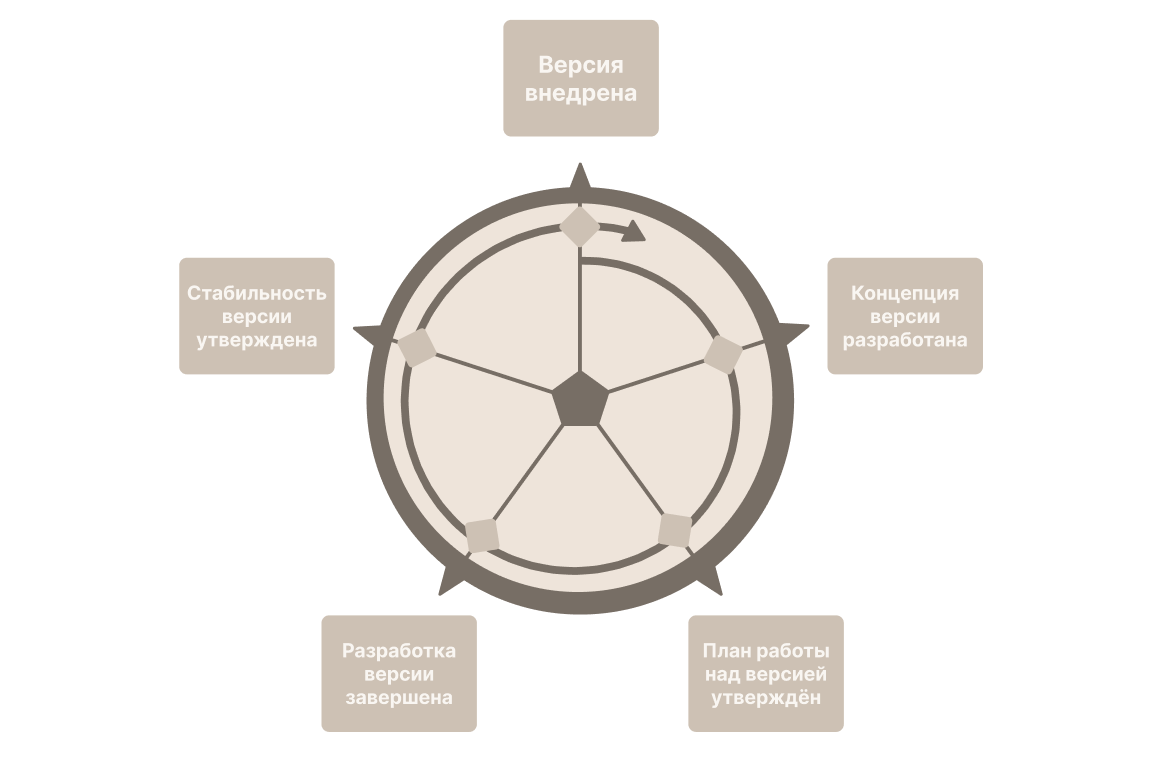 Версия
внедрена
Стабильность
версии
утверждена
Концепция
версии
разработана
Разработка
версии
завершена
План работы
над версией
утверждён